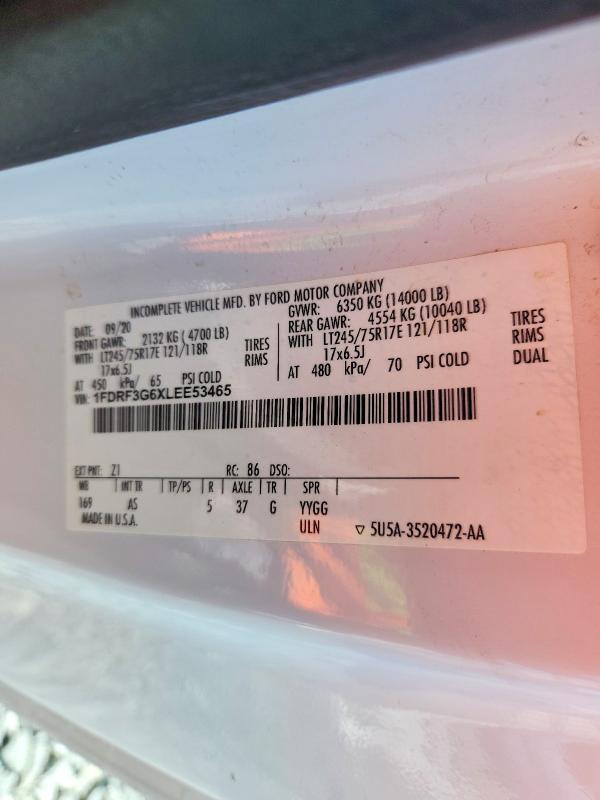 INCOMPLETE VEHICLE MFD. BY FORD MOTOR COMPANY
DATE: 09/20 GVWR: 6350 KG (14000 LB)
FRONT GAWR: 2132 KG (4700 LB) REAR GAWR: 4554 KG (10040 LB)
WITH LT245/75R17E 121/118R TIRES WITH LT245/75R17E 121/118R TIRES
17x6.5J RIMS 17x6.5J RIMS
AT 450 kPa/ 65 PSI COLD AT 480 kPa/ 70 PSI COLD DUAL
VIN: 1FDRF3G6XLEE53465
EXT PNT: Z1 RC: 86 DSO:
WB INT TR TP/PS R AXLE TR SPR
169 AS 5 37 G YYGG
MADE IN U.S.A. ULN ▽ 5U5A-3520472-AA